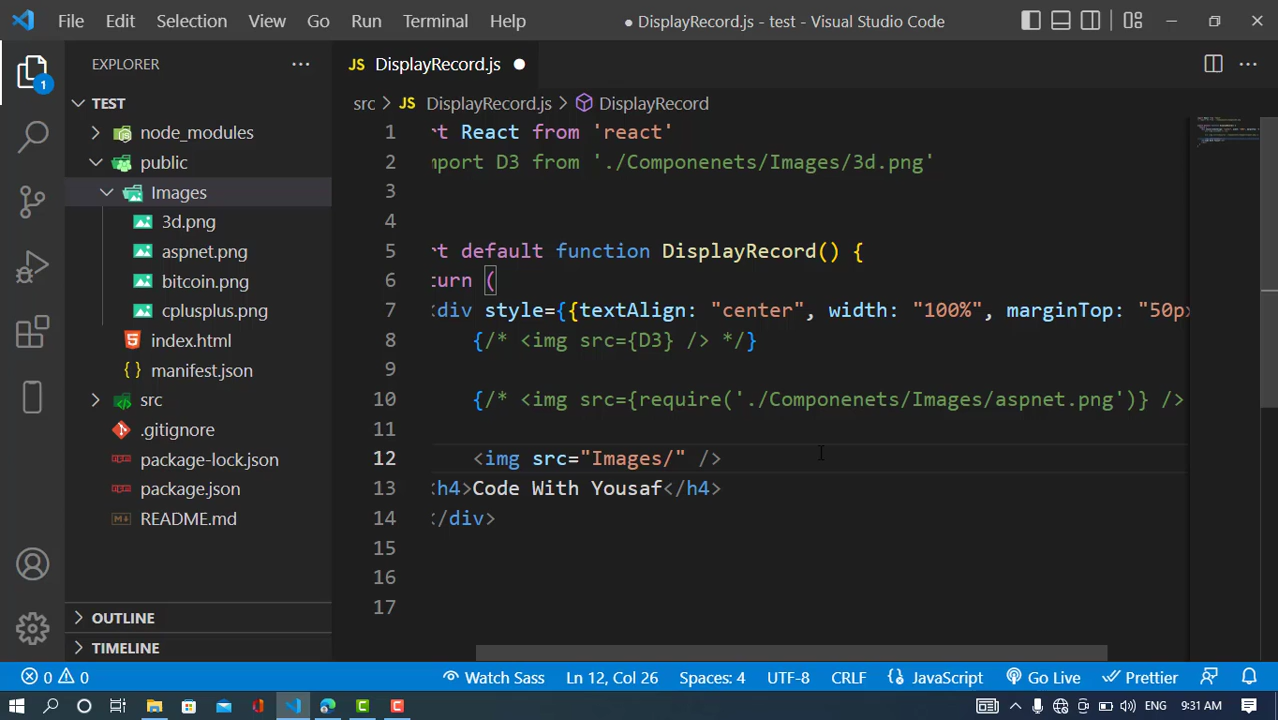 File Edit Selection View Go Run Terminal Help ● DisplayRecord.js - test - Visual Studio Code
EXPLORER
JS DisplayRecord.js
TEST
src > JS DisplayRecord.js > DisplayRecord
node_modules
public
Images
3d.png
aspnet.png
bitcoin.png
cplusplus.png
index.html
{} manifest.json
src
.gitignore
package-lock.json
package.json
README.md
OUTLINE
TIMELINE
1 rt React from 'react'
2 mport D3 from './Componenets/Images/3d.png'
3
4
5 rt default function DisplayRecord() {
6 turn (
7 <div style={{textAlign: "center", width: "100%", marginTop: "50px
8 {/* <img src={D3} /> */}
9
10 {/* <img src={require('./Componenets/Images/aspnet.png')} />
11
12 <img src="Images/" />
13 <h4>Code With Yousaf</h4>
14 </div>
15
16
17
1
0 0 Watch Sass Ln 12, Col 26 Spaces: 4 UTF-8 CRLF {} JavaScript Go Live Prettier
ENG 9:31 AM